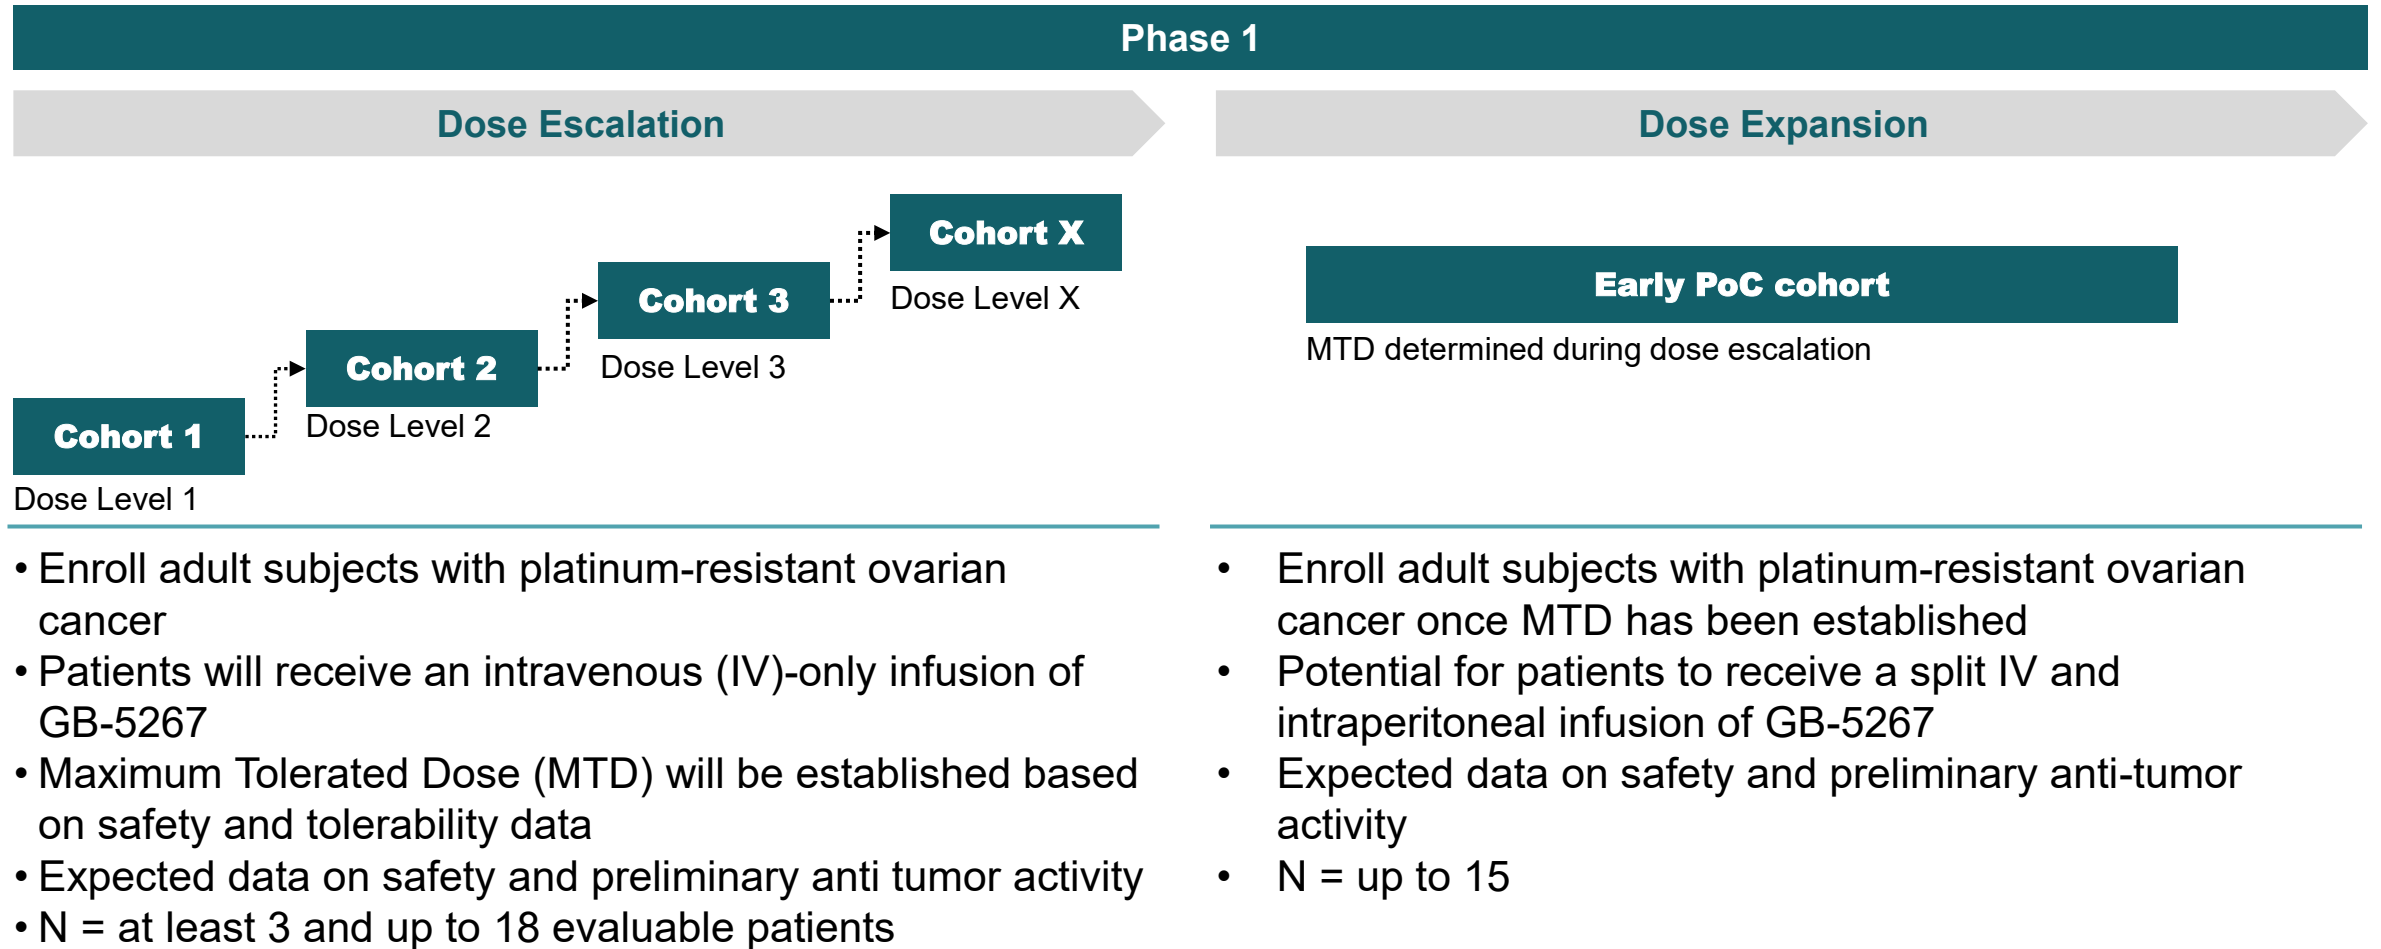 Phase 1
Dose Escalation
Cohort 1
Dose Level 1
Cohort 2
Dose Level 2
Cohort 3
Dose Level 3
Cohort X
Dose Level X
• Enroll adult subjects with platinum-resistant ovarian
cancer
• Patients will receive an intravenous (IV)-only infusion of
GB-5267
• Maximum Tolerated Dose (MTD) will be established based
on safety and tolerability data
• Expected data on safety and preliminary anti tumor activity
• N = at least 3 and up to 18 evaluable patients
Dose Expansion
Early PoC cohort
MTD determined during dose escalation
• Enroll adult subjects with platinum-resistant ovarian
cancer once MTD has been established
• Potential for patients to receive a split IV and
intraperitoneal infusion of GB-5267
• Expected data on safety and preliminary anti-tumor
activity
• N = up to 15